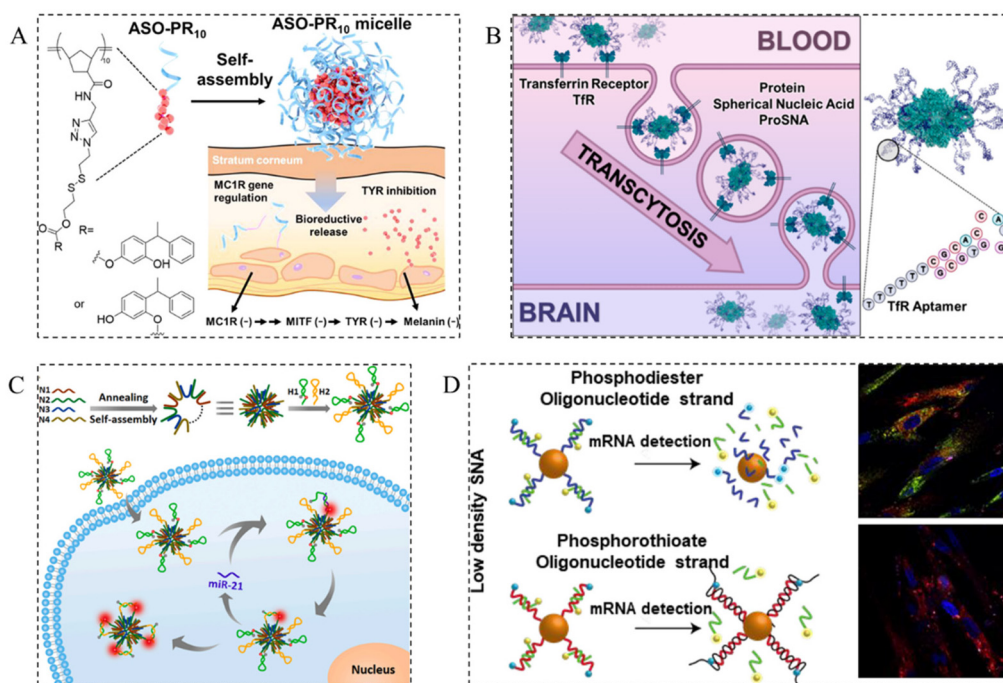 A
ASO-PR10
ASO-PR10 micelle
Self-
assembly
10
O
HN
N
N
N
S
S
O
O
R
R=
O
OH
or
HO
O
Stratum corneum
MC1R gene
regulation
TYR inhibition
Bioreductive
release
MC1R (-) MITF (-) TYR (-) Melanin (-)
B
BLOOD
Transferrin Receptor
TfR
Protein
Spherical Nucleic Acid
ProSNA
TRANSCYTOSIS
BRAIN
T T T T T T C G C A C C A
G C G T G G
TfR Aptamer
C
N1
N2
N3
N4
Annealing
Self-assembly
H1 H2
miR-21
Nucleus
D
Low density SNA
Phosphodiester
Oligonucleotide strand
mRNA detection
Phosphorothioate
Oligonucleotide strand
mRNA detection